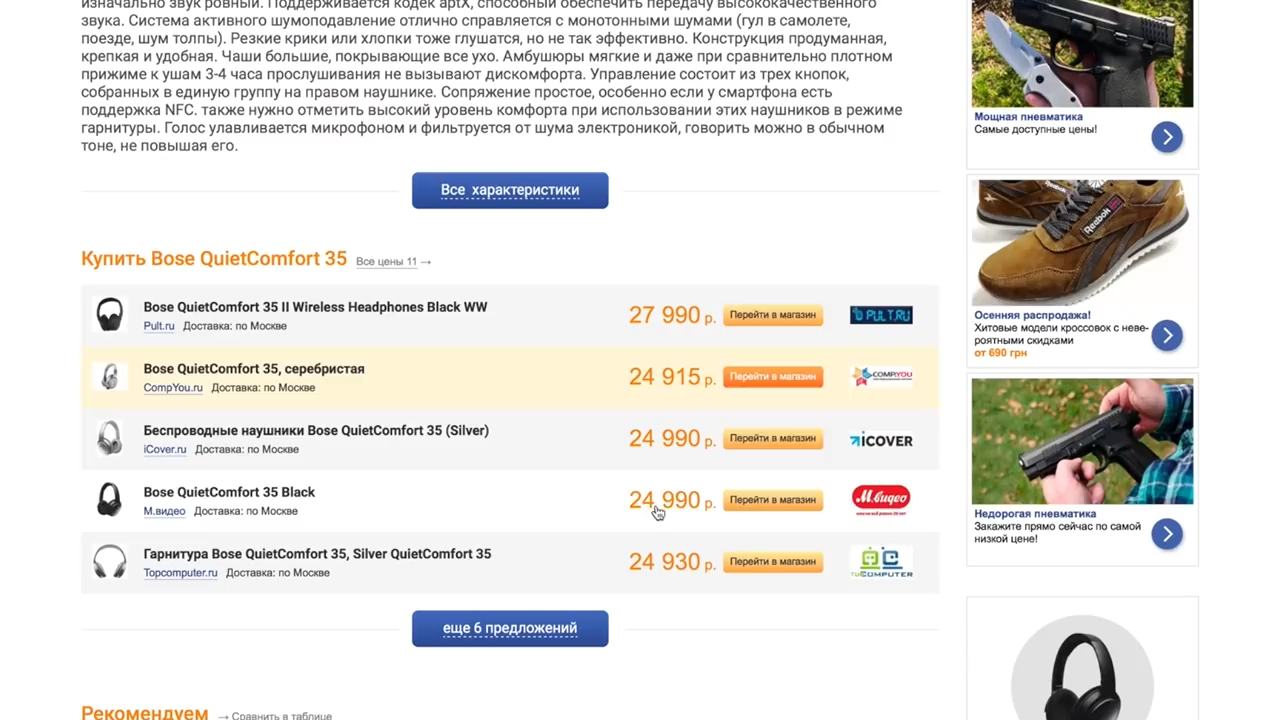 изначально звук ровный. Поддерживается кодек aptX, способный обеспечить передачу высококачественного
звука. Система активного шумоподавление отлично справляется с монотонными шумами (гул в самолете,
поезде, шум толпы). Резкие крики или хлопки тоже глушатся, но не так эффективно. Конструкция продуманная,
крепкая и удобная. Чаши большие, покрывающие все ухо. Амбушюры мягкие и даже при сравнительно плотном
прижиме к ушам 3-4 часа прослушивания не вызывают дискомфорта. Управление состоит из трех кнопок,
собранных в единую группу на правом наушнике. Сопряжение простое, особенно если у смартфона есть
поддержка NFC. также нужно отметить высокий уровень комфорта при использовании этих наушников в режиме
гарнитуры. Голос улавливается микрофоном и фильтруется от шума электроникой, говорить можно в обычном
тоне, не повышая его.
Все характеристики
Купить Bose QuietComfort 35 Все цены 11 →
Bose QuietComfort 35 II Wireless Headphones Black WW
Pult.ru Доставка: по Москве
27 990 р. Перейти в магазин PULT.RU
Bose QuietComfort 35, серебристая
CompYou.ru Доставка: по Москве
24 915 р. Перейти в магазин COMPYOU
Беспроводные наушники Bose QuietComfort 35 (Silver)
iCover.ru Доставка: по Москве
24 990 р. Перейти в магазин iCOVER
Bose QuietComfort 35 Black
М.видео Доставка: по Москве
24 990 р. Перейти в магазин М.видео
Гарнитура Bose QuietComfort 35, Silver QuietComfort 35
Topcomputer.ru Доставка: по Москве
24 930 р. Перейти в магазин
еще 6 предложений
Рекомендуем → Сравнить в таблице
Мощная пневматика
Самые доступные цены!
Reebok
Осенняя распродажа!
Хитовые модели кроссовок с неве-
роятными скидками
от 690 грн
Недорогая пневматика
Закажите прямо сейчас по самой
низкой цене!